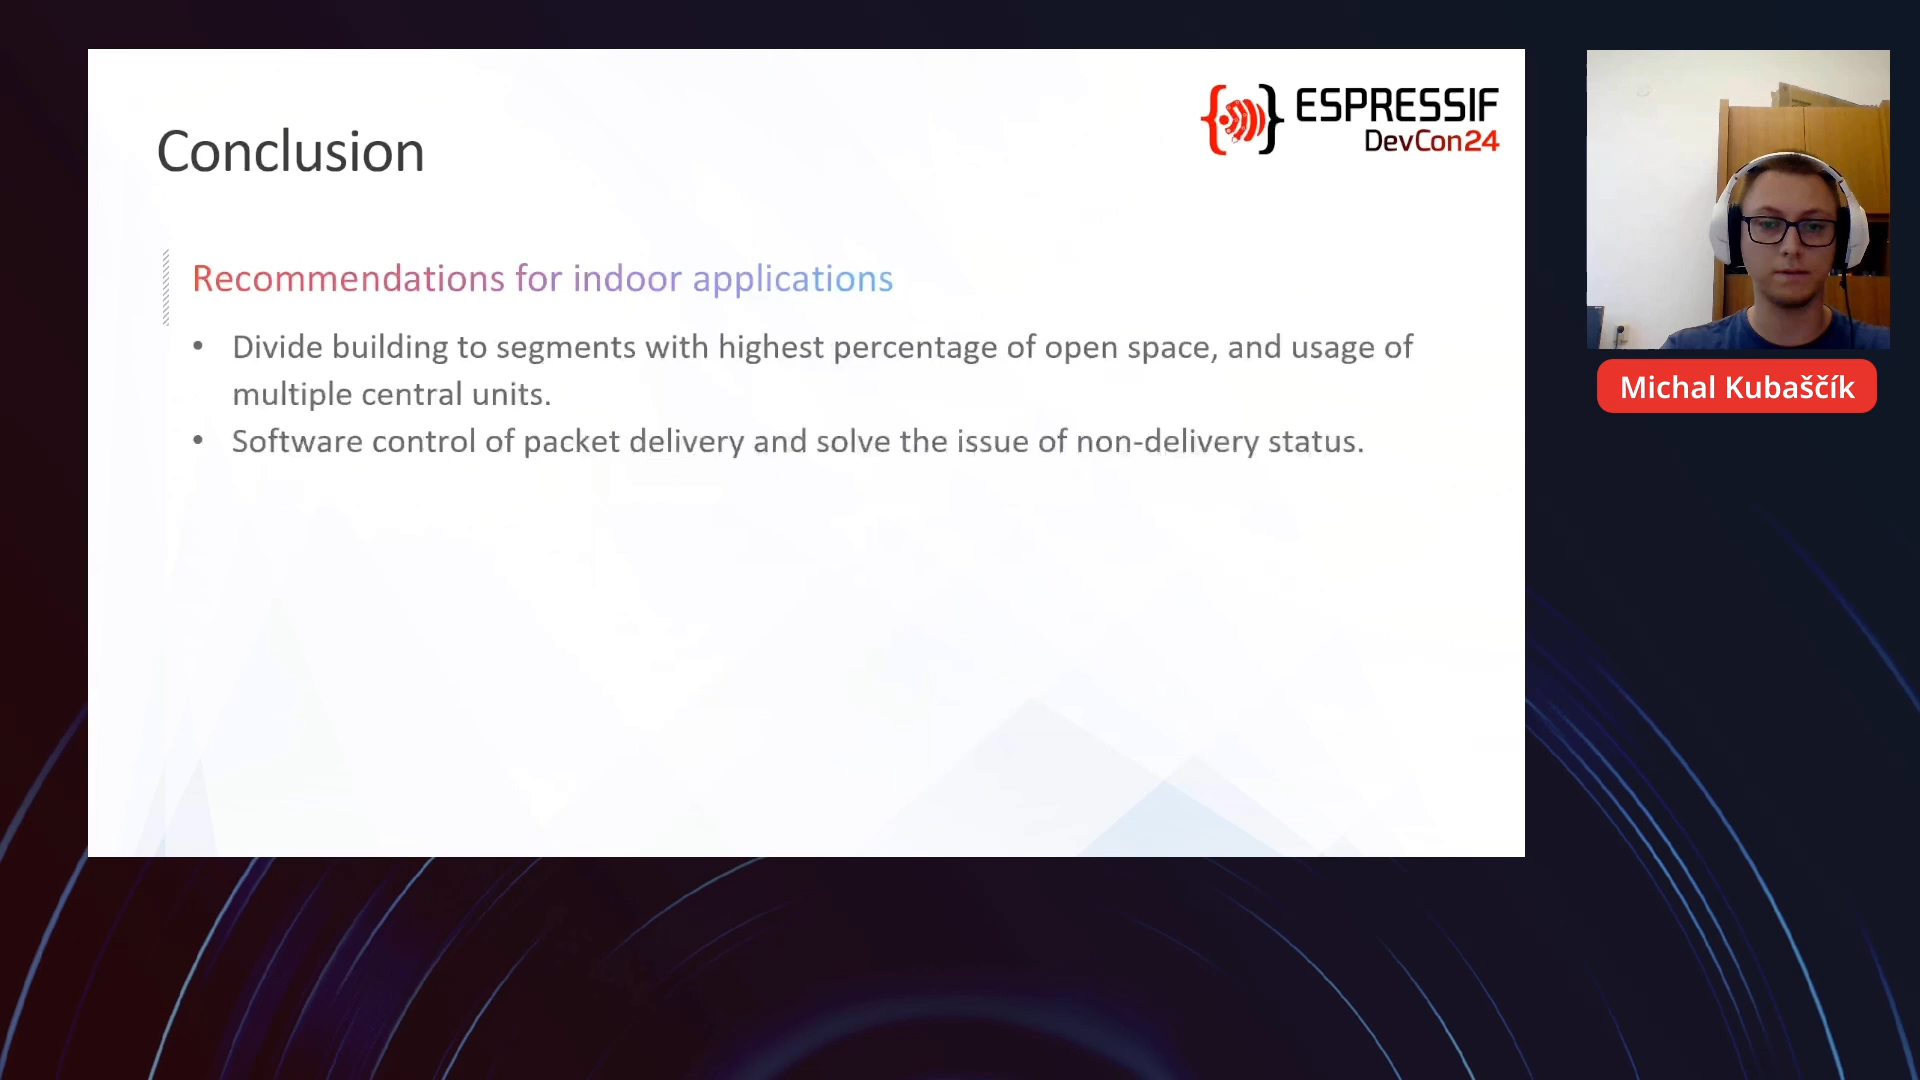 Conclusion
ESPRESSIF
DevCon24
Recommendations for indoor applications
• Divide building to segments with highest percentage of open space, and usage of
multiple central units.
• Software control of packet delivery and solve the issue of non-delivery status.
Michal Kubaščík